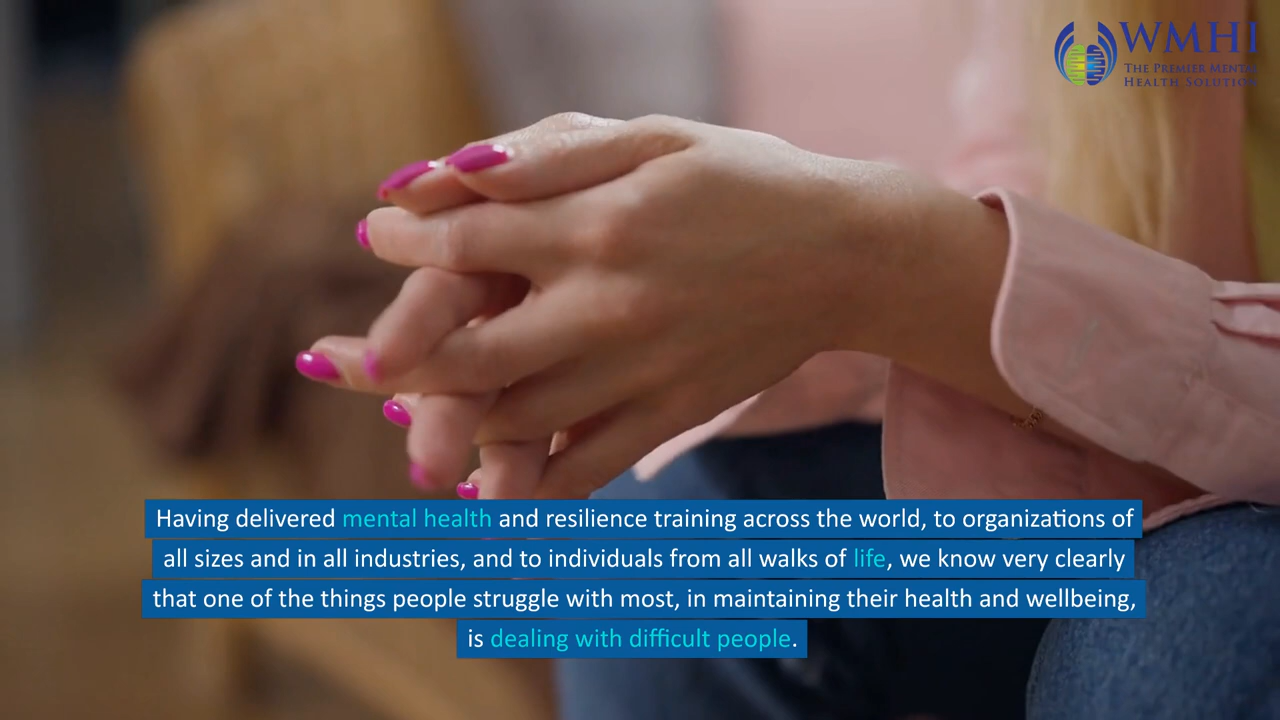 WMHI
THE PREMIER MENTAL
HEALTH SOLUTION
Having delivered mental health and resilience training across the world, to organizations of
all sizes and in all industries, and to individuals from all walks of life, we know very clearly
that one of the things people struggle with most, in maintaining their health and wellbeing,
is dealing with difficult people.